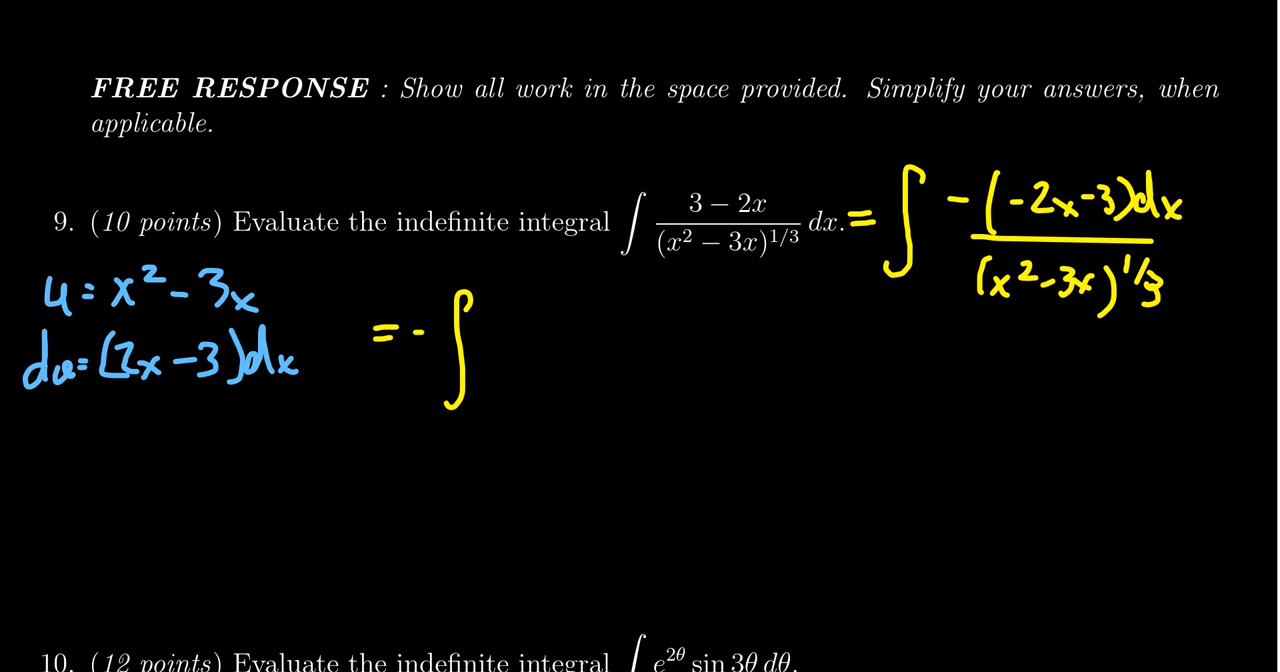 FREE RESPONSE : Show all work in the space provided. Simplify your answers, when
applicable.
9. (10 points) Evaluate the indefinite integral ∫ (3 − 2x)/((x² − 3x)^{1/3}) dx. = ∫ (-(-2x-3)dx)/((x²-3x)^{1/3})
u = x² - 3x
du = (2x - 3)dx
= - ∫
10. (12 points) Evaluate the indefinite integral ∫ e^{2θ} sin 3θ dθ.